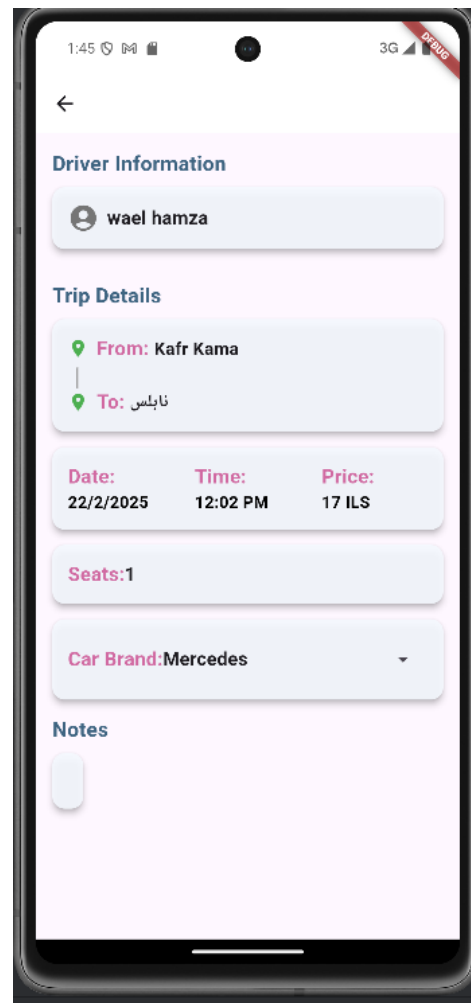 1:45
3G
DEBUG
Driver Information
wael hamza
Trip Details
From: Kafr Kama
To: نابلس
Date: Time: Price:
22/2/2025 12:02 PM 17 ILS
Seats:1
Car Brand:Mercedes
Notes